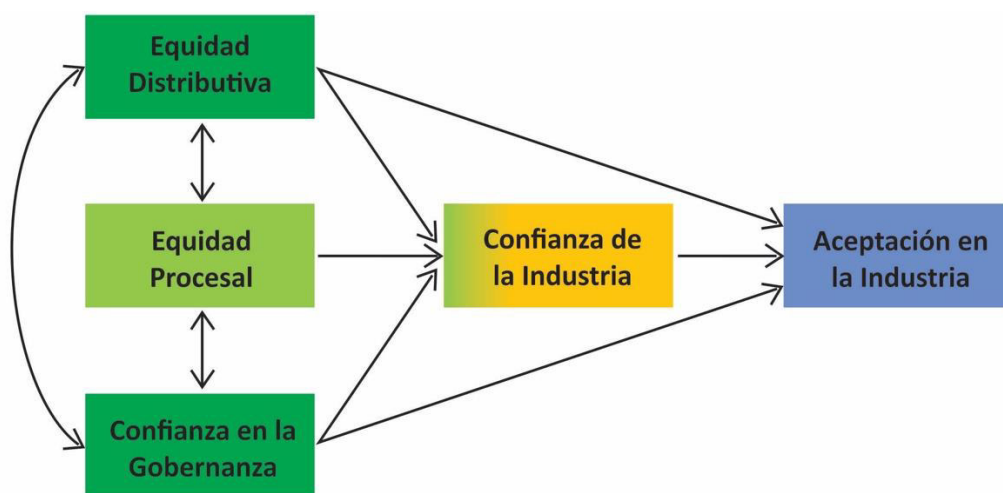 Equidad
Distributiva
Equidad
Procesal
Confianza de
la Industria
Aceptación en
la Industria
Confianza en la
Gobernanza